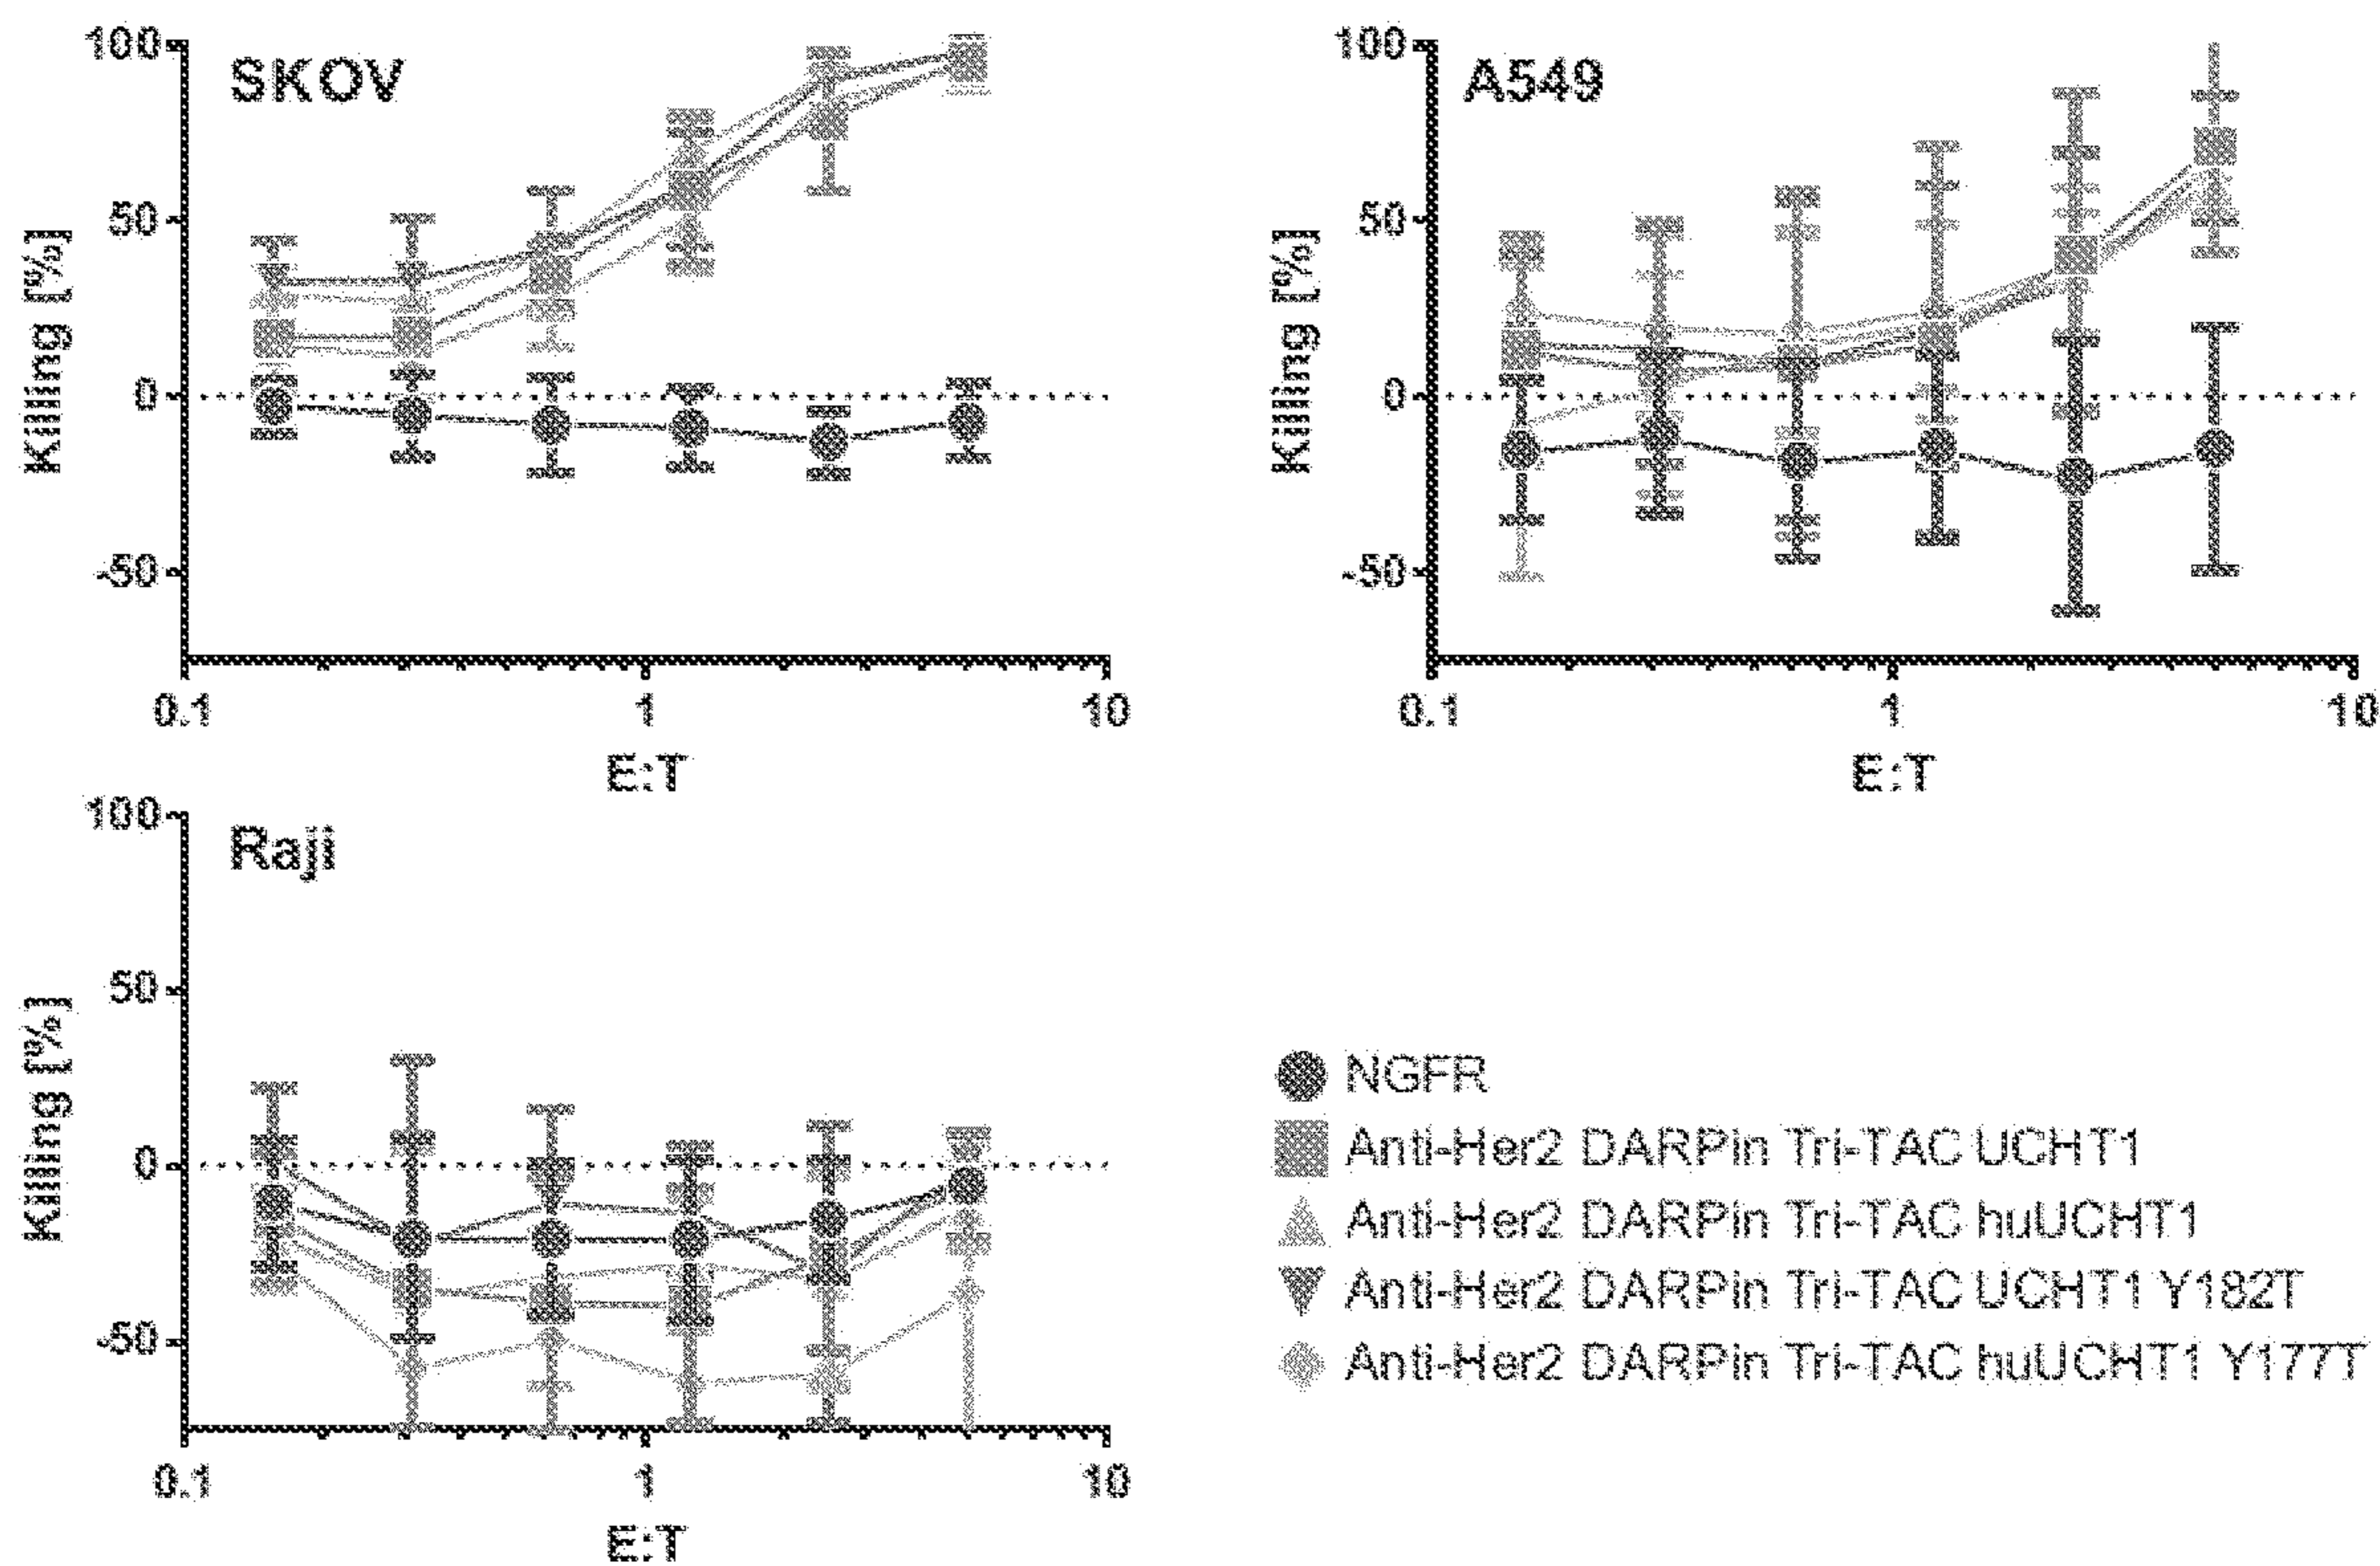 SKOV
Killing [%]
100
50
0
-50
0.1
1
10
E:T
A549
Killing [%]
100
50
0
-50
0.1
1
10
E:T
Raji
Killing [%]
100
50
0
-50
0.1
1
10
E:T
NGFR
Anti-Her2 DARPin Tri-TAC UCHT1
Anti-Her2 DARPin Tri-TAC huUCHT1
Anti-Her2 DARPin Tri-TAC UCHT1 Y182T
Anti-Her2 DARPin Tri-TAC huUCHT1 Y177T